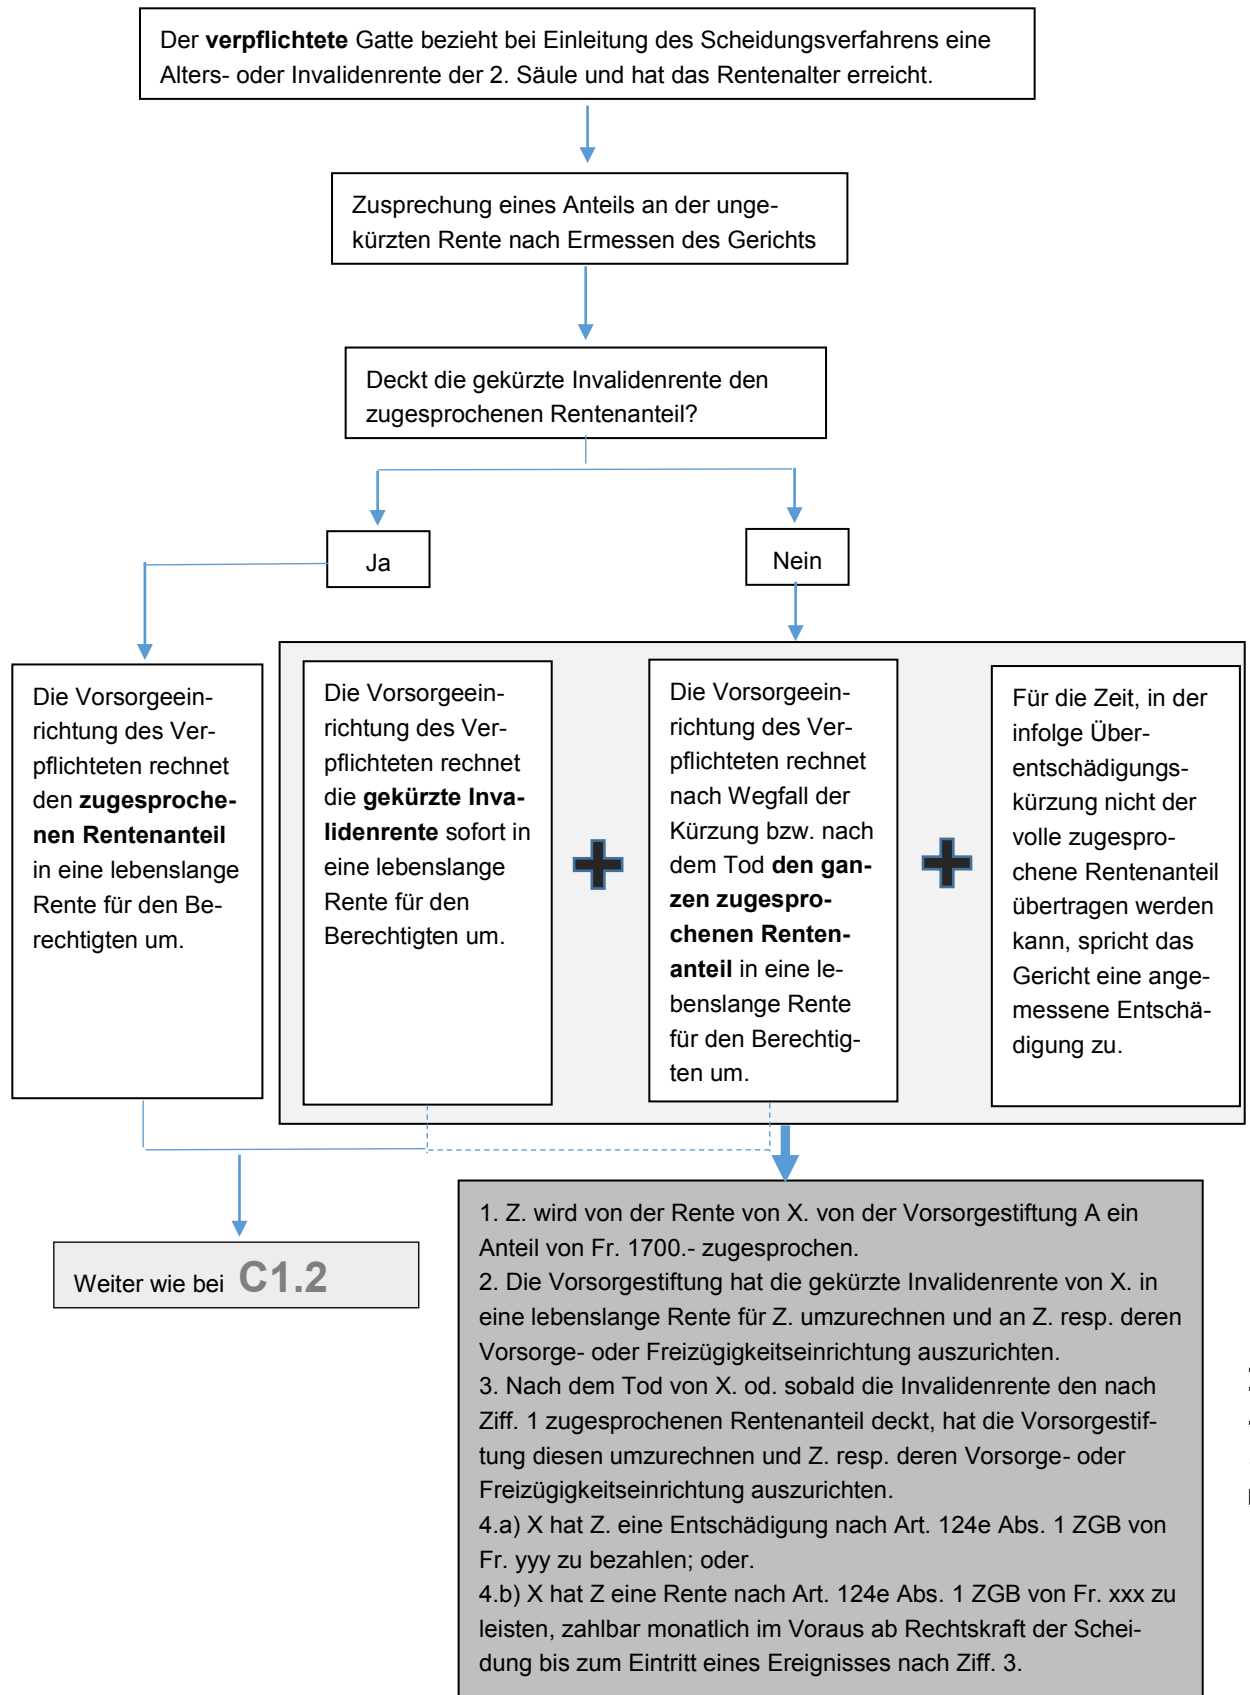 Der verpflichtete Gatte bezieht bei Einleitung des Scheidungsverfahrens eine
Alters- oder Invalidenrente der 2. Säule und hat das Rentenalter erreicht.
Zusprechung eines Anteils an der unge-
kürzten Rente nach Ermessen des Gerichts
Deckt die gekürzte Invalidenrente den
zugesprochenen Rentenanteil?
Ja
Nein
Die Vorsorgeein-
richtung des Ver-
pflichteten rechnet
den zugesproche-
nen Rentenanteil
in eine lebenslange
Rente für den Be-
rechtigten um.
Die Vorsorgeein-
richtung des Ver-
pflichteten rechnet
die gekürzte Inva-
lidenrente sofort in
eine lebenslange
Rente für den
Berechtigten um.
Die Vorsorgeein-
richtung des Ver-
pflichteten rechnet
nach Wegfall der
Kürzung bzw. nach
dem Tod den gan-
zen zugespro-
chenen Renten-
anteil in eine le-
benslange Rente
für den Berechtig-
ten um.
Für die Zeit, in der
infolge Über-
entschädigungs-
kürzung nicht der
volle zugespro-
chene Rentenanteil
übertragen werden
kann, spricht das
Gericht eine ange-
messene Entschä-
digung zu.
Weiter wie bei C1.2
1. Z. wird von der Rente von X. von der Vorsorgestiftung A ein
Anteil von Fr. 1700.- zugesprochen.
2. Die Vorsorgestiftung hat die gekürzte Invalidenrente von X. in
eine lebenslange Rente für Z. umzurechnen und an Z. resp. deren
Vorsorge- oder Freizügigkeitseinrichtung auszurichten.
3. Nach dem Tod von X. od. sobald die Invalidenrente den nach
Ziff. 1 zugesprochenen Rentenanteil deckt, hat die Vorsorgestif-
tung diesen umzurechnen und Z. resp. deren Vorsorge- oder
Freizügigkeitseinrichtung auszurichten.
4.a) X hat Z. eine Entschädigung nach Art. 124e Abs. 1 ZGB von
Fr. yyy zu bezahlen; oder.
4.b) X hat Z eine Rente nach Art. 124e Abs. 1 ZGB von Fr. xxx zu
leisten, zahlbar monatlich im Voraus ab Rechtskraft der Schei-
dung bis zum Eintritt eines Ereignisses nach Ziff. 3.